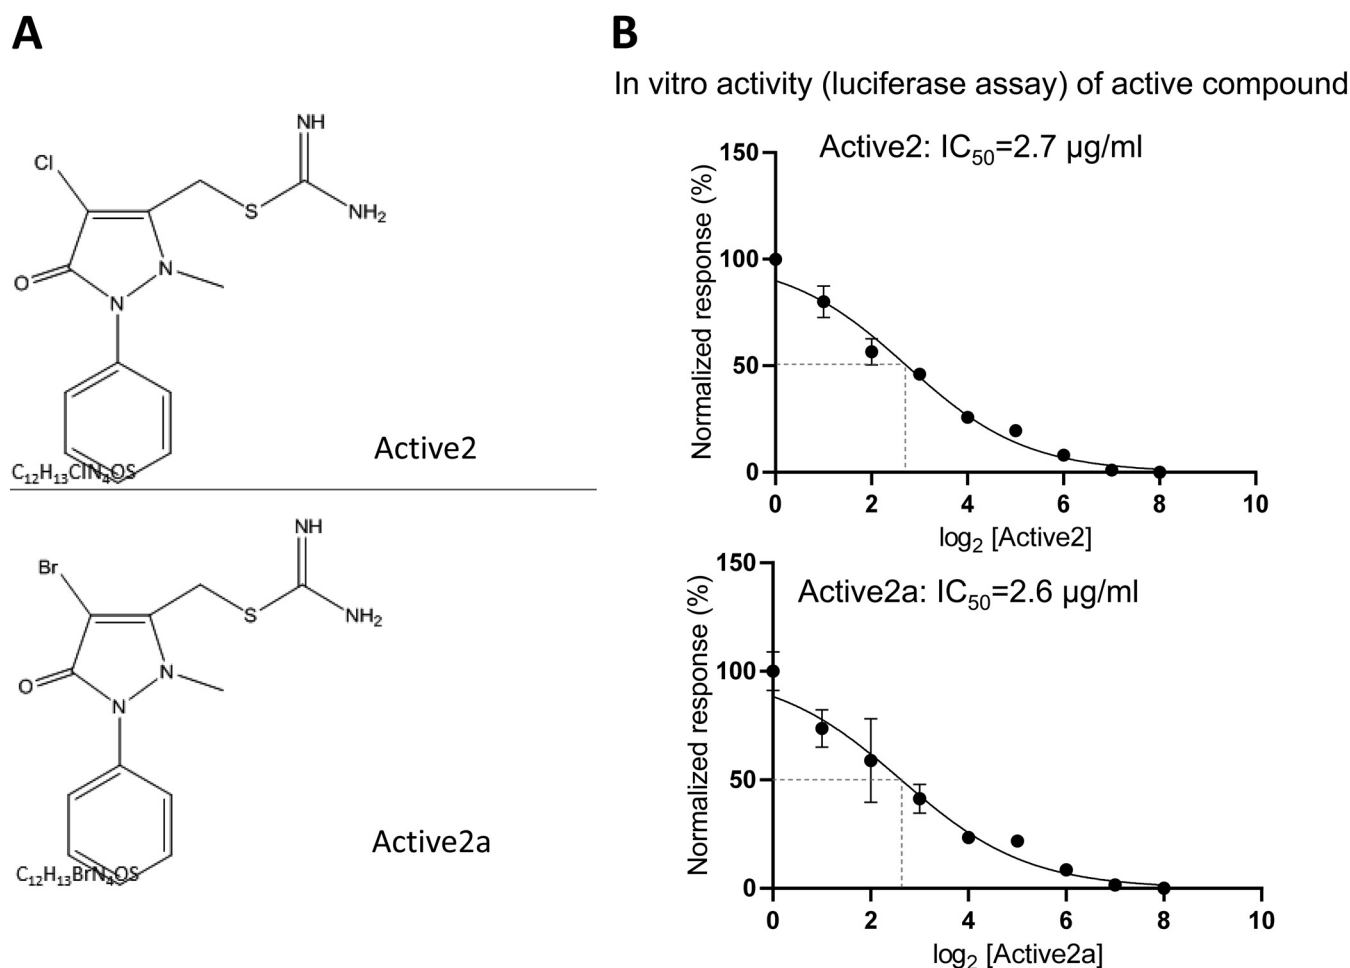 A
NH
Cl
S
NH₂
O
N
N
Active2
C₁₂H₁₃ClN₄OS
NH
Br
S
NH₂
O
N
N
Active2a
C₁₂H₁₃BrN₄OS
B
In vitro activity (luciferase assay) of active compound
Active2: IC₅₀=2.7 µg/ml
Normalized response (%)
150
100
50
0
0 2 4 6 8 10
log₂ [Active2]
Active2a: IC₅₀=2.6 µg/ml
Normalized response (%)
150
100
50
0
0 2 4 6 8 10
log₂ [Active2a]